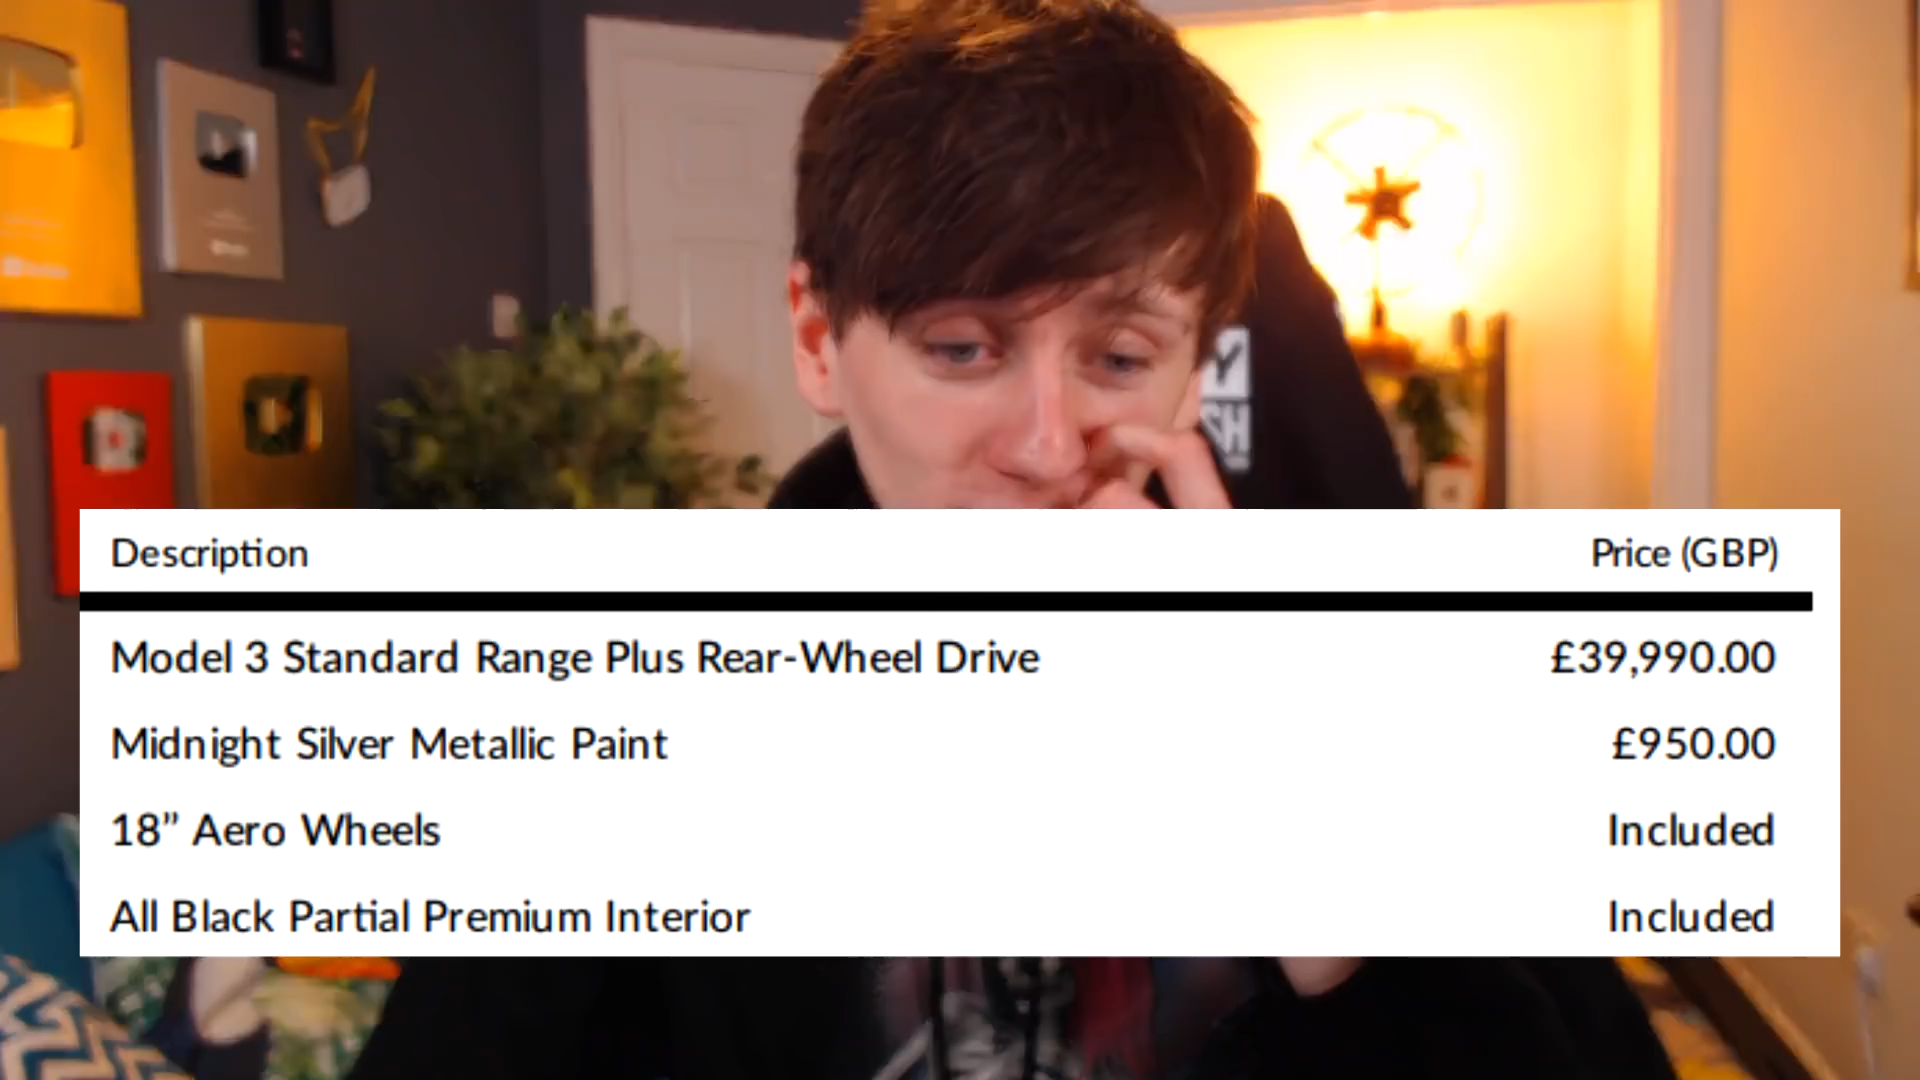 Y
SH
Description Price (GBP)
Model 3 Standard Range Plus Rear-Wheel Drive £39,990.00
Midnight Silver Metallic Paint £950.00
18” Aero Wheels Included
All Black Partial Premium Interior Included